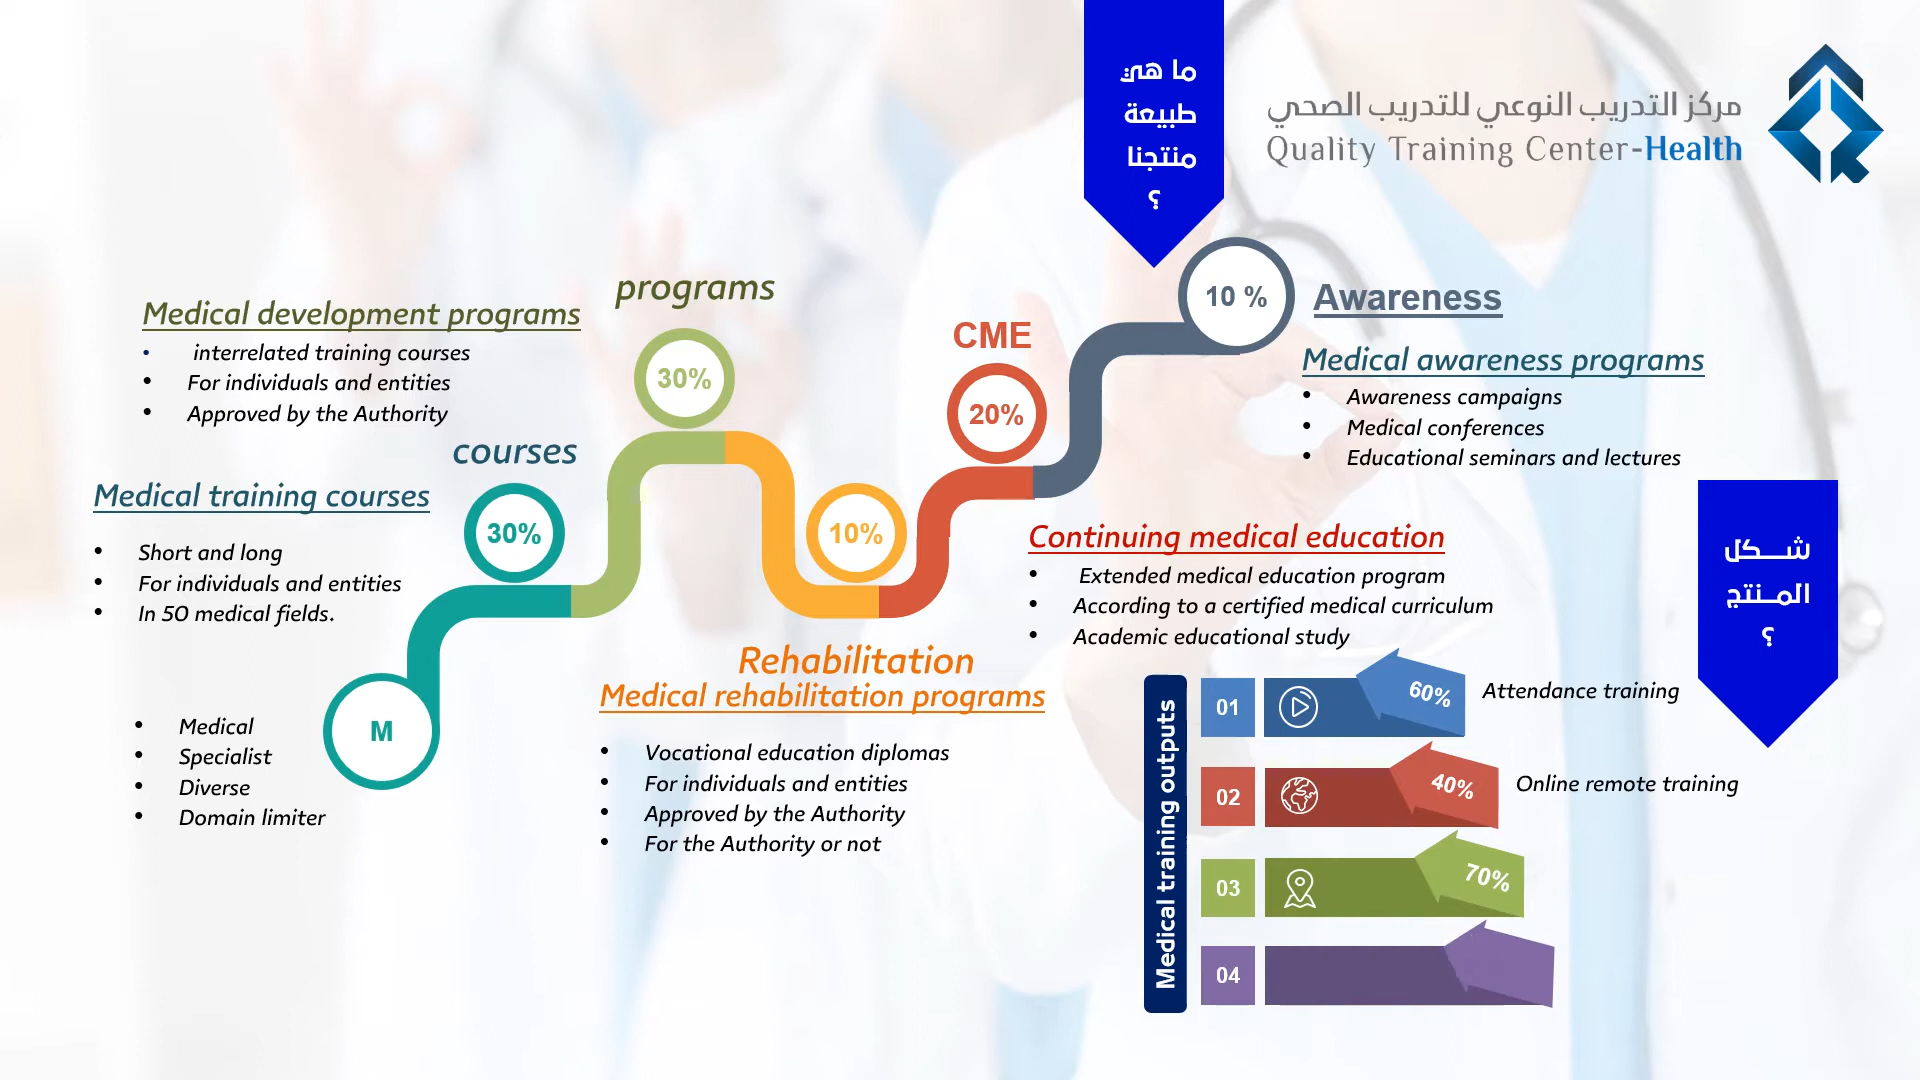 ما هي
طبيعة
منتجنا
؟
مركز التدريب النوعي للتدريب الصحي
Quality Training Center-Health
programs
Medical development programs
• interrelated training courses
• For individuals and entities
• Approved by the Authority
30%
courses
Medical training courses
• Short and long
• For individuals and entities
• In 50 medical fields.
30%
M
• Medical
• Specialist
• Diverse
• Domain limiter
10%
Rehabilitation
Medical rehabilitation programs
• Vocational education diplomas
• For individuals and entities
• Approved by the Authority
• For the Authority or not
CME
20%
Continuing medical education
• Extended medical education program
• According to a certified medical curriculum
• Academic educational study
10 %
Awareness
Medical awareness programs
• Awareness campaigns
• Medical conferences
• Educational seminars and lectures
شـــكل
المـــنتج
؟
Medical training outputs
01
60%
Attendance training
02
40%
Online remote training
03
70%
04